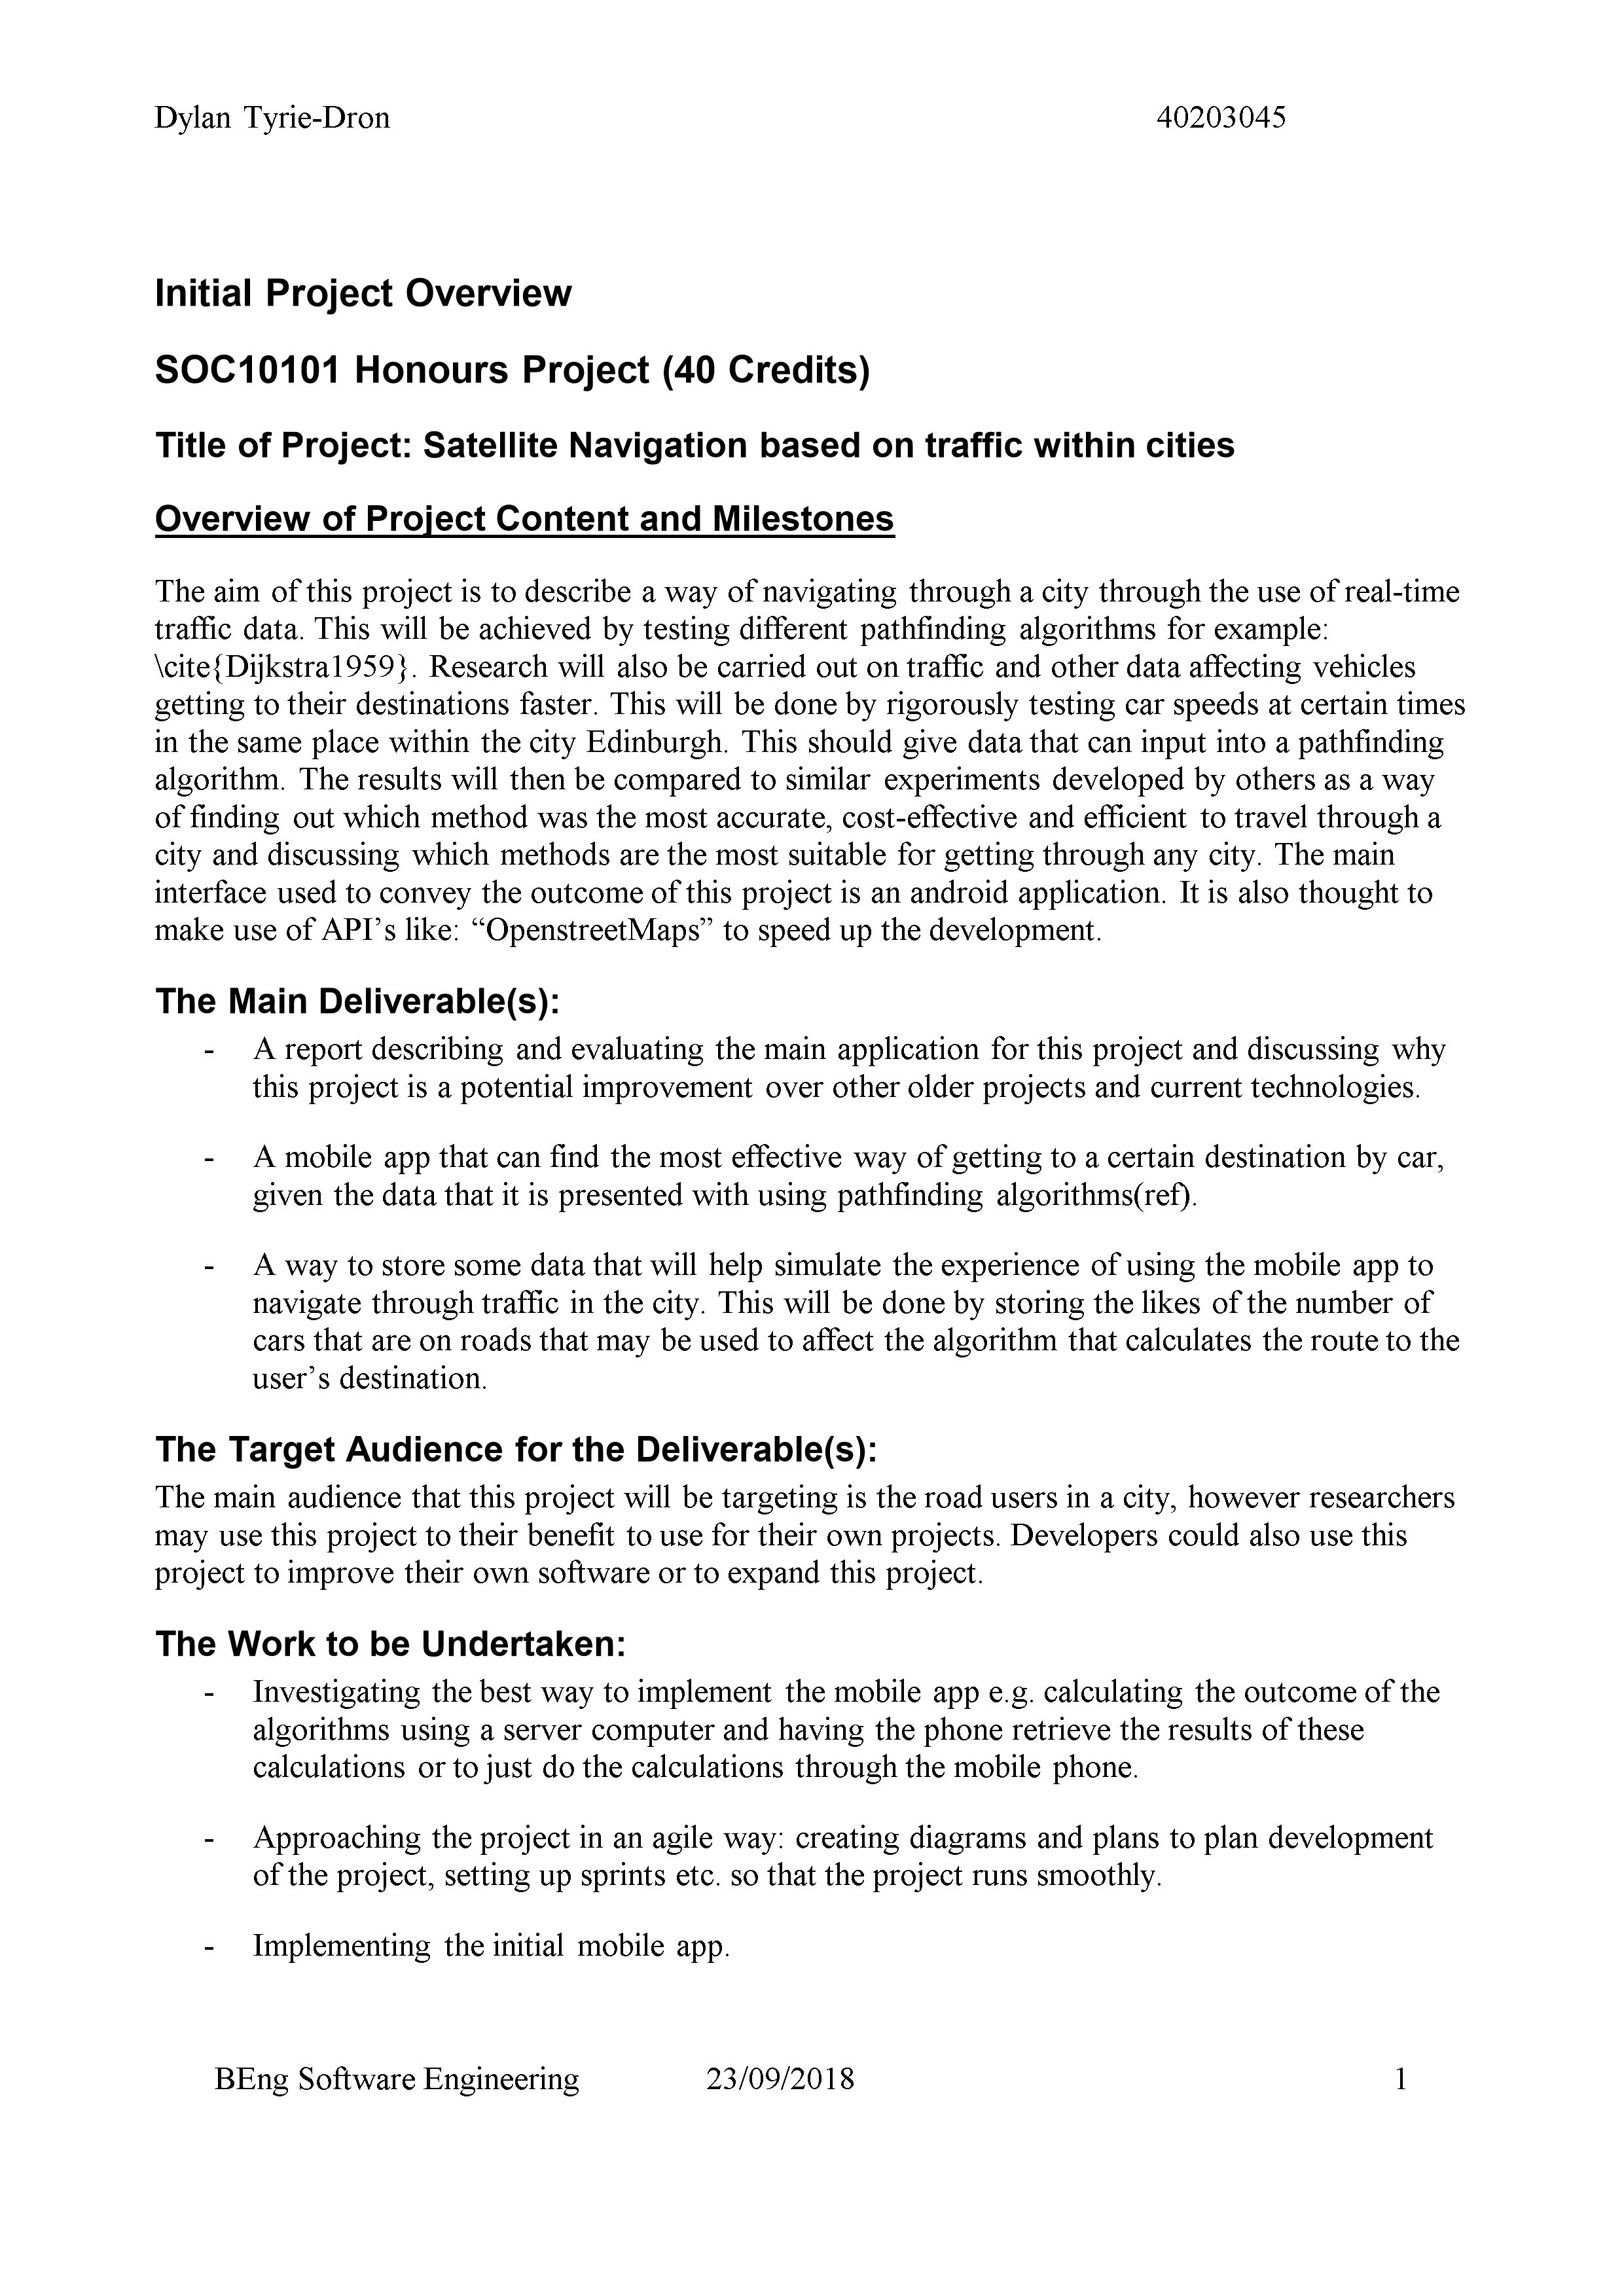 Dylan Tyrie-Dron 40203045
Initial Project Overview
SOC10101 Honours Project (40 Credits)
Title of Project: Satellite Navigation based on traffic within cities
Overview of Project Content and Milestones
The aim of this project is to describe a way of navigating through a city through the use of real-time
traffic data. This will be achieved by testing different pathfinding algorithms for example:
\cite{Dijkstra1959}. Research will also be carried out on traffic and other data affecting vehicles
getting to their destinations faster. This will be done by rigorously testing car speeds at certain times
in the same place within the city Edinburgh. This should give data that can input into a pathfinding
algorithm. The results will then be compared to similar experiments developed by others as a way
of finding out which method was the most accurate, cost-effective and efficient to travel through a
city and discussing which methods are the most suitable for getting through any city. The main
interface used to convey the outcome of this project is an android application. It is also thought to
make use of API’s like: “OpenstreetMaps” to speed up the development.
The Main Deliverable(s):
- A report describing and evaluating the main application for this project and discussing why
this project is a potential improvement over other older projects and current technologies.
- A mobile app that can find the most effective way of getting to a certain destination by car,
given the data that it is presented with using pathfinding algorithms(ref).
- A way to store some data that will help simulate the experience of using the mobile app to
navigate through traffic in the city. This will be done by storing the likes of the number of
cars that are on roads that may be used to affect the algorithm that calculates the route to the
user’s destination.
The Target Audience for the Deliverable(s):
The main audience that this project will be targeting is the road users in a city, however researchers
may use this project to their benefit to use for their own projects. Developers could also use this
project to improve their own software or to expand this project.
The Work to be Undertaken:
- Investigating the best way to implement the mobile app e.g. calculating the outcome of the
algorithms using a server computer and having the phone retrieve the results of these
calculations or to just do the calculations through the mobile phone.
- Approaching the project in an agile way: creating diagrams and plans to plan development
of the project, setting up sprints etc. so that the project runs smoothly.
- Implementing the initial mobile app.
BEng Software Engineering 23/09/2018 1